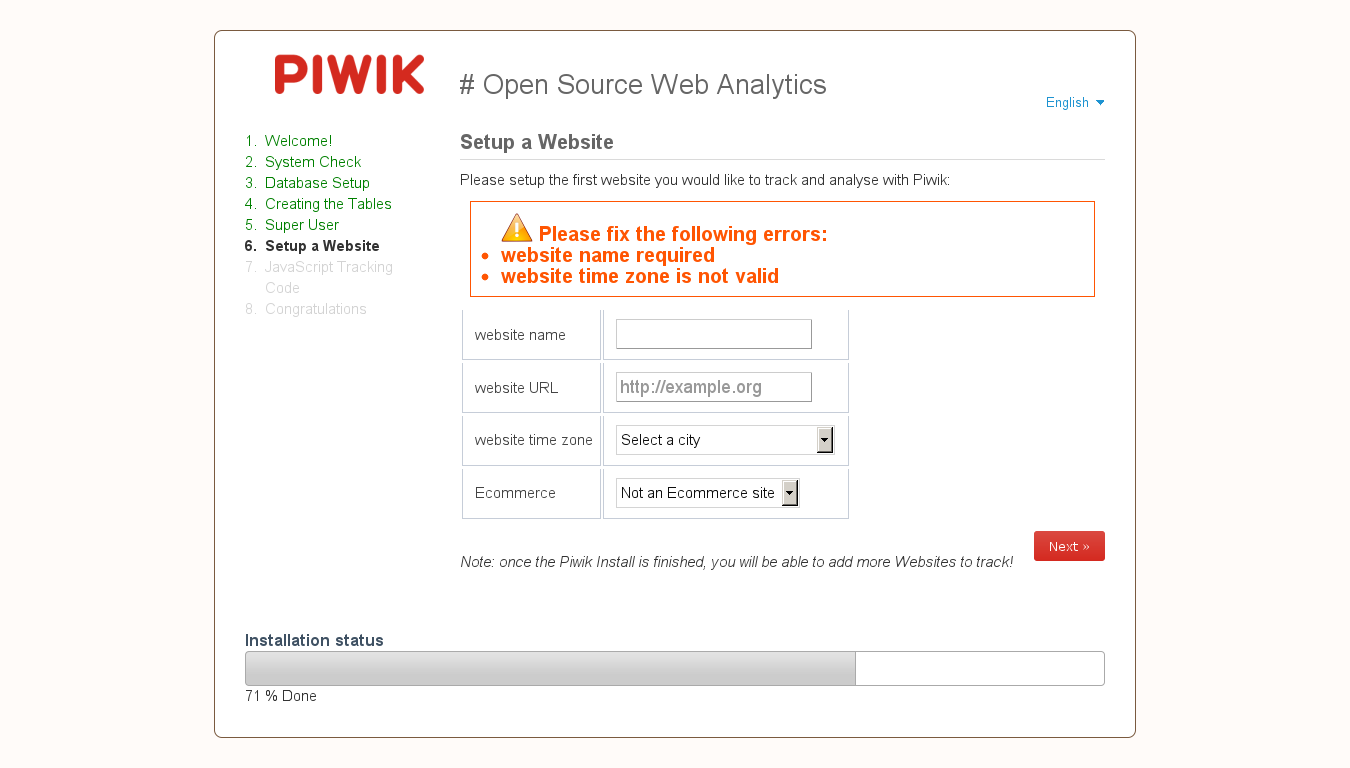 PIWIK
# Open Source Web Analytics
English
1. Welcome!
2. System Check
3. Database Setup
4. Creating the Tables
5. Super User
6. Setup a Website
7. JavaScript Tracking
Code
8. Congratulations
Setup a Website
Please setup the first website you would like to track and analyse with Piwik:
Please fix the following errors:
• website name required
• website time zone is not valid
website name
website URL http://example.org
website time zone Select a city
Ecommerce Not an Ecommerce site
Next »
Note: once the Piwik Install is finished, you will be able to add more Websites to track!
Installation status
71 % Done